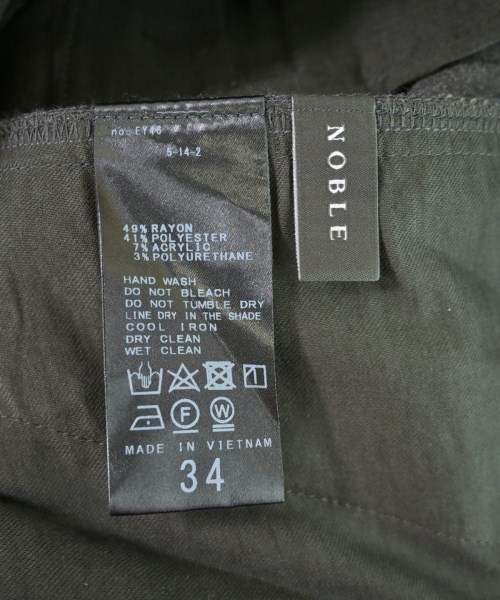 no. EY46
5-14-2
49% RAYON
41% POLYESTER
7% ACRYLIC
3% POLYURETHANE
HAND WASH
DO NOT BLEACH
DO NOT TUMBLE DRY
LINE DRY IN THE SHADE
COOL IRON
DRY CLEAN
WET CLEAN
F
W
MADE IN VIETNAM
34
NOBLE